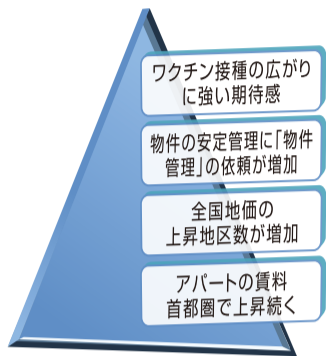 ワクチン接種の広がり
に強い期待感
物件の安定管理に「物件
管理」の依頼が増加
全国地価の
上昇地区数が増加
アパートの賃料
首都圏で上昇続く